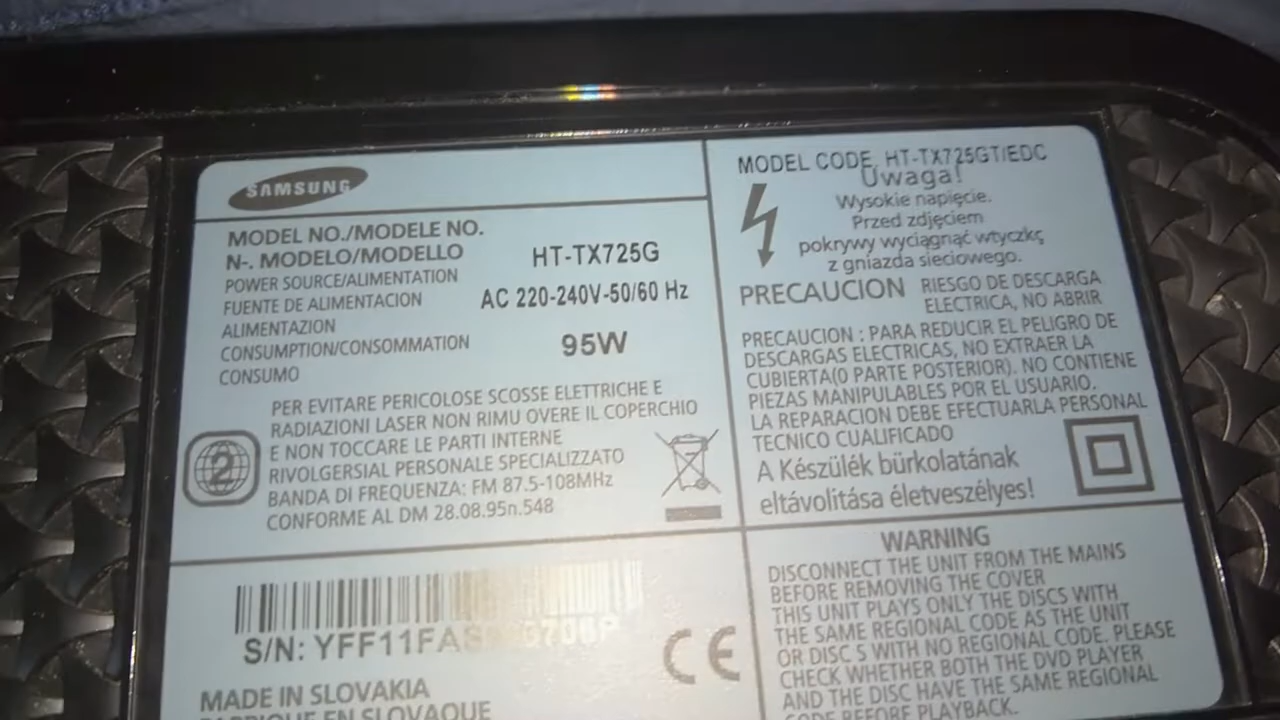 SAMSUNG
MODEL NO./MODELE NO.
N-. MODELO/MODELLO
HT-TX725G
POWER SOURCE/ALIMENTATION
FUENTE DE ALIMENTACION
AC 220-240V-50/60 Hz
ALIMENTAZION
CONSUMPTION/CONSOMMATION
95W
CONSUMO
PER EVITARE PERICOLOSE SCOSSE ELETTRICHE E
RADIAZIONI LASER NON RIMU OVERE IL COPERCHIO
E NON TOCCARE LE PARTI INTERNE
RIVOLGERSIAL PERSONALE SPECIALIZZATO
BANDA DI FREQUENZA: FM 87.5-108MHz
CONFORME AL DM 28.08.95n.548
2
S/N:
MADE IN SLOVAKIA
FABRIQUE EN SLOVAQUE
CE
MODEL CODE HT-TX725GT/EDC
Uwaga!
Wysokie napięcie.
Przed zdjęciem
pokrywy wyciągnąć wtyczkę
z gniazda sieciowego.
PRECAUCION
RIESGO DE DESCARGA
ELECTRICA, NO ABRIR
PRECAUCION : PARA REDUCIR EL PELIGRO DE
DESCARGAS ELECTRICAS, NO EXTRAER LA
CUBIERTA(O PARTE POSTERIOR). NO CONTIENE
PIEZAS MANIPULABLES POR EL USUARIO.
LA REPARACION DEBE EFECTUARLA PERSONAL
TECNICO CUALIFICADO
A Készülék bürkolatának
eltávolítása életveszélyes!
WARNING
DISCONNECT THE UNIT FROM THE MAINS
BEFORE REMOVING THE COVER
THIS UNIT PLAYS ONLY THE DISCS WITH
THE SAME REGIONAL CODE AS THE UNIT
OR DISC S WITH NO REGIONAL CODE. PLEASE
CHECK WHETHER BOTH THE DVD PLAYER
AND THE DISC HAVE THE SAME REGIONAL
CODE BEFORE PLAYBACK.